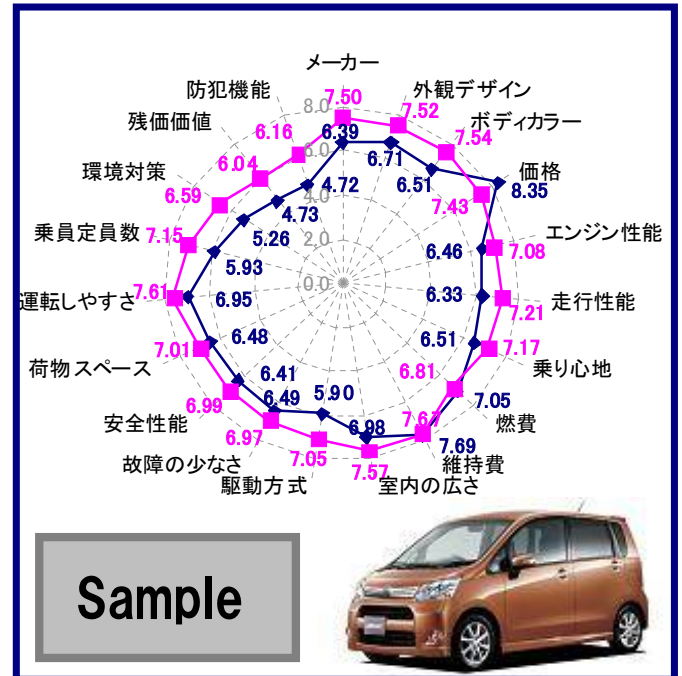 メーカー
防犯機能
外観デザイン
残価価値
ボディカラー
環境対策
価格
乗員定員数
エンジン性能
運転しやすさ
走行性能
荷物スペース
乗り心地
安全性能
燃費
故障の少なさ
維持費
駆動方式
室内の広さ
8.0
6.0
4.0
2.0
0.0
7.50
7.52
7.54
7.43
7.08
7.21
7.17
6.81
7.67
7.57
7.05
6.97
6.99
7.01
7.61
7.15
6.59
6.04
6.16
6.39
6.71
6.51
8.35
6.46
6.33
6.51
7.05
7.69
6.98
5.90
6.49
6.41
6.48
6.95
5.93
5.26
4.73
4.72
Sample